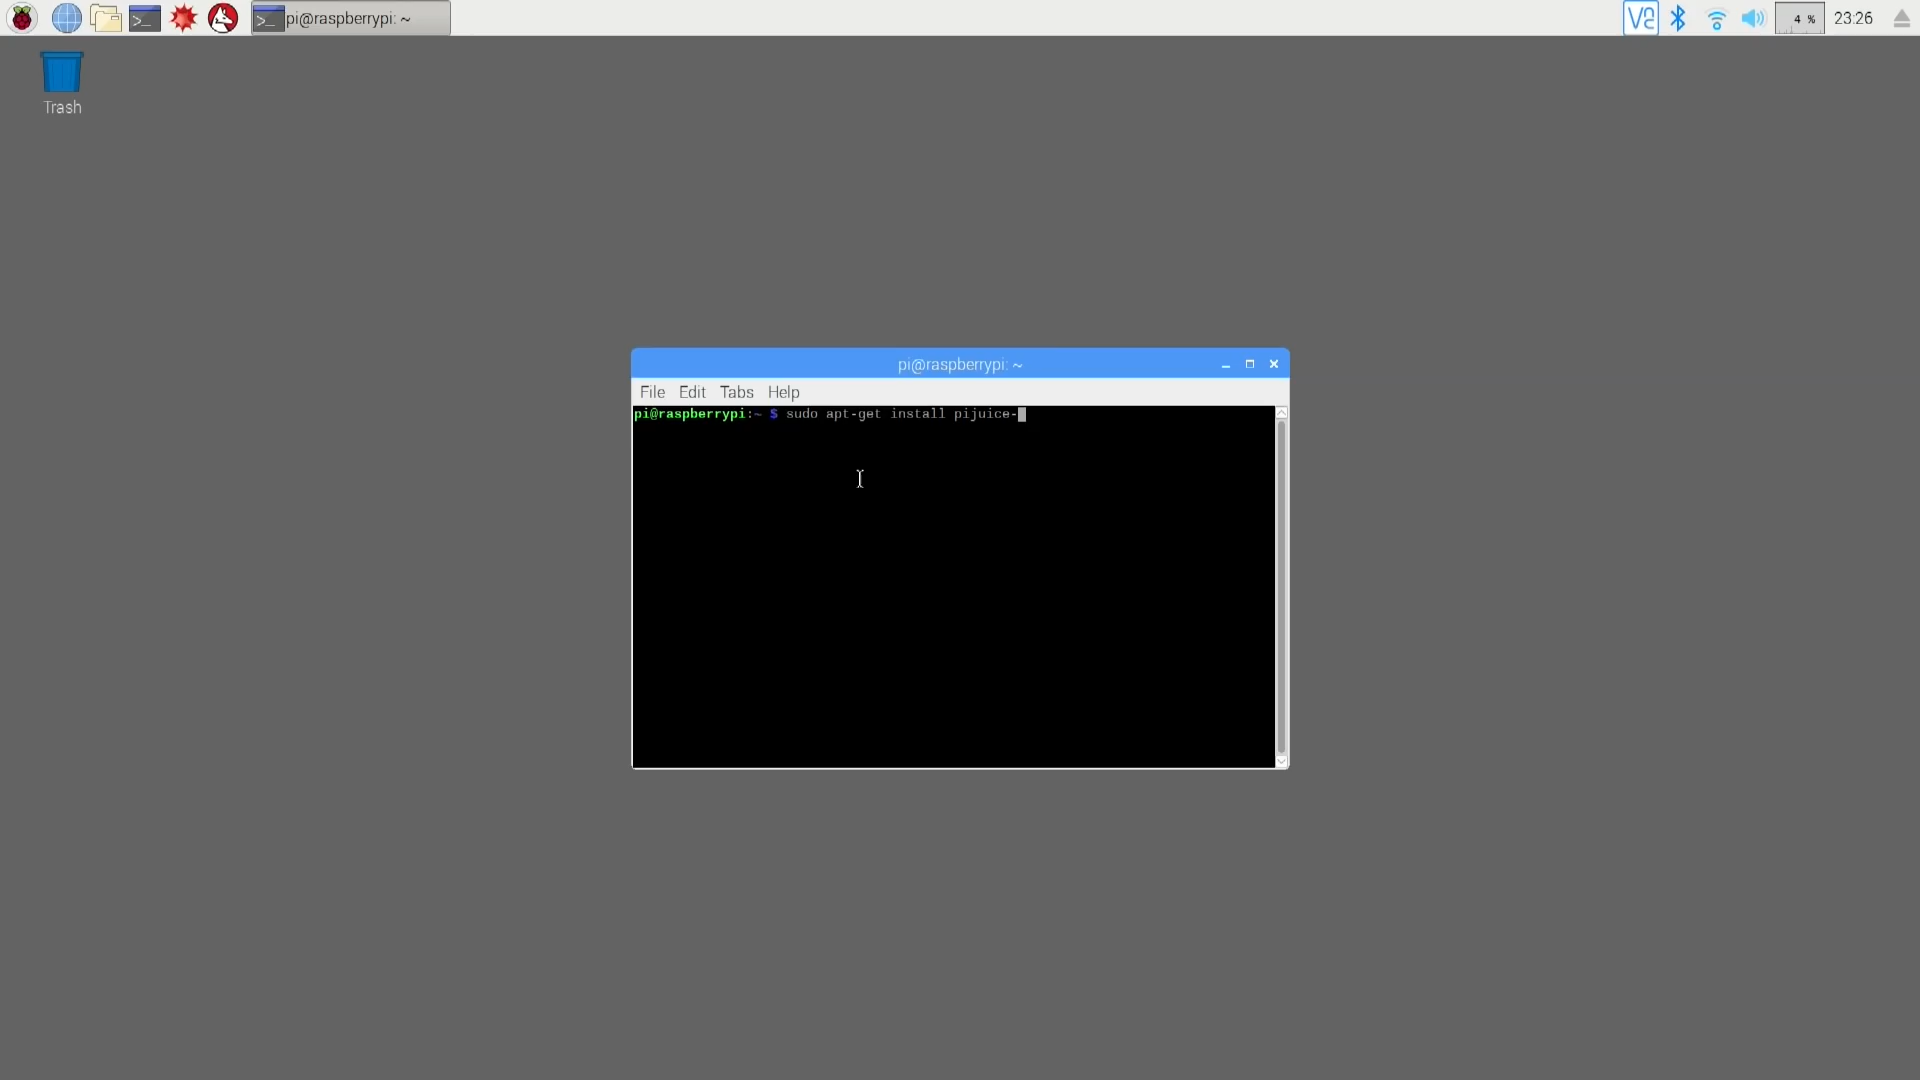 pi@raspberrypi: ~
V2
4 %
23:26
Trash
pi@raspberrypi: ~
File Edit Tabs Help
pi@raspberrypi:~ $ sudo apt-get install pijuice-